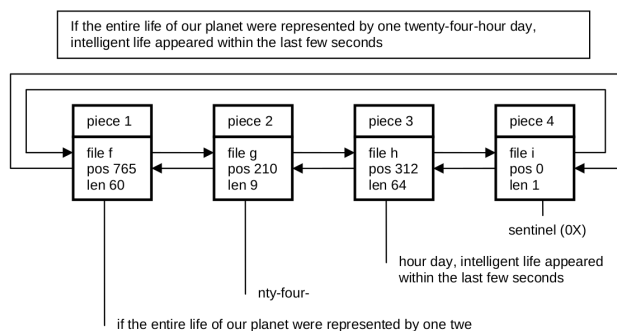 If the entire life of our planet were represented by one twenty-four-hour day,
intelligent life appeared within the last few seconds
piece 1
file f
pos 765
len 60
piece 2
file g
pos 210
len 9
piece 3
file h
pos 312
len 64
piece 4
file i
pos 0
len 1
sentinel (0X)
hour day, intelligent life appeared
within the last few seconds
nty-four-
if the entire life of our planet were represented by one twe